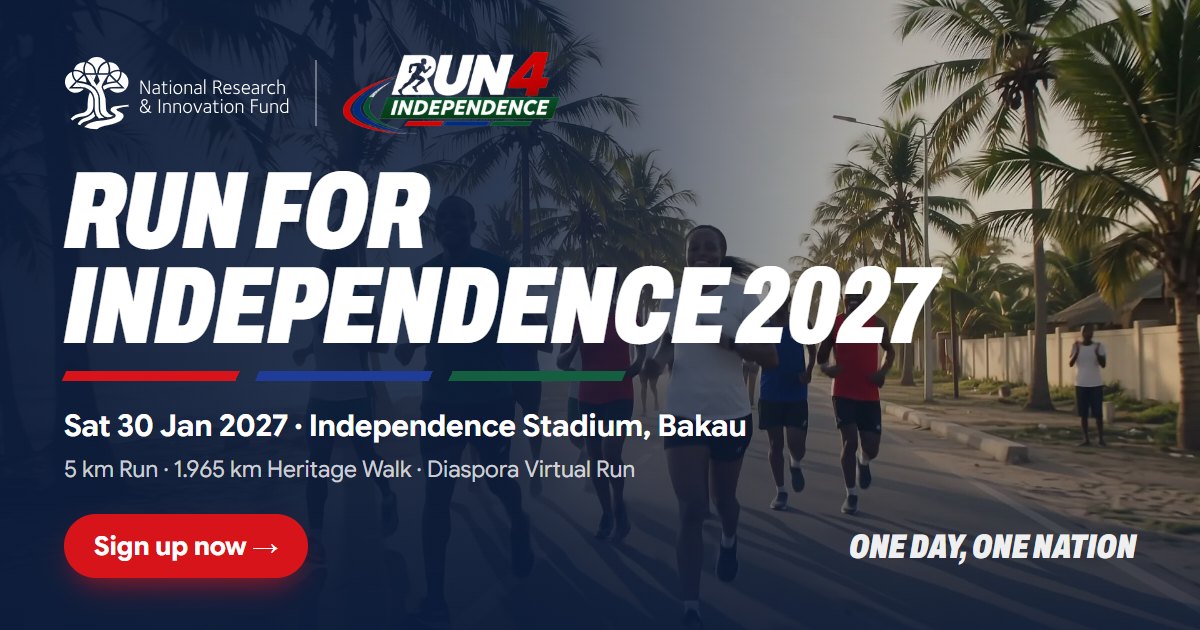 National Research
& Innovation Fund
RUN4
INDEPENDENCE
RUN FOR
INDEPENDENCE 2027
Sat 30 Jan 2027 · Independence Stadium, Bakau
5 km Run · 1.965 km Heritage Walk · Diaspora Virtual Run
Sign up now →
ONE DAY, ONE NATION